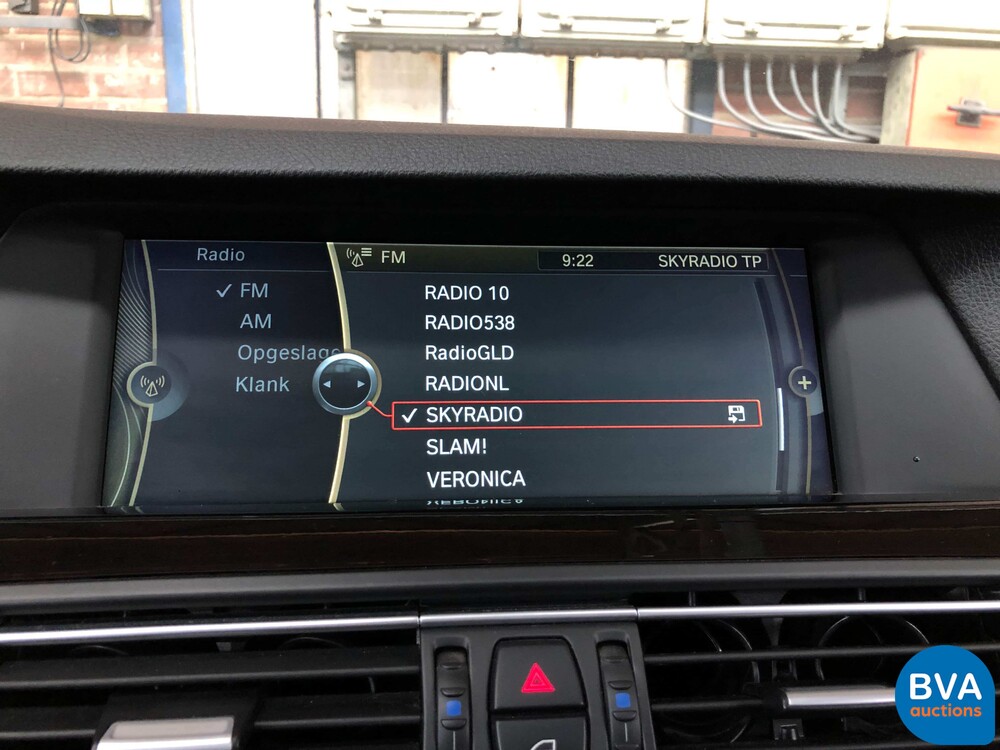 Radio
FM
9:22
SKYRADIO TP
FM
AM
Opgeslage
Klank
RADIO 10
RADIO538
RadioGLD
RADIONL
SKYRADIO
SLAM!
VERONICA
BVA
auctions